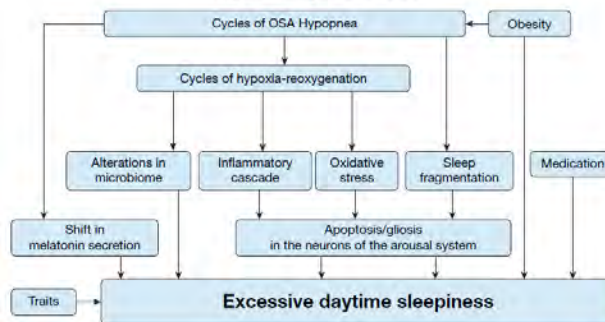 Cycles of OSA Hypopnea
Obesity
Cycles of hypoxia-reoxygenation
Alterations in
microbiome
Inflammatory
cascade
Oxidative
stress
Sleep
fragmentation
Medication
Shift in
melatonin secretion
Apoptosis/gliosis
in the neurons of the arousal system
Traits
Excessive daytime sleepiness